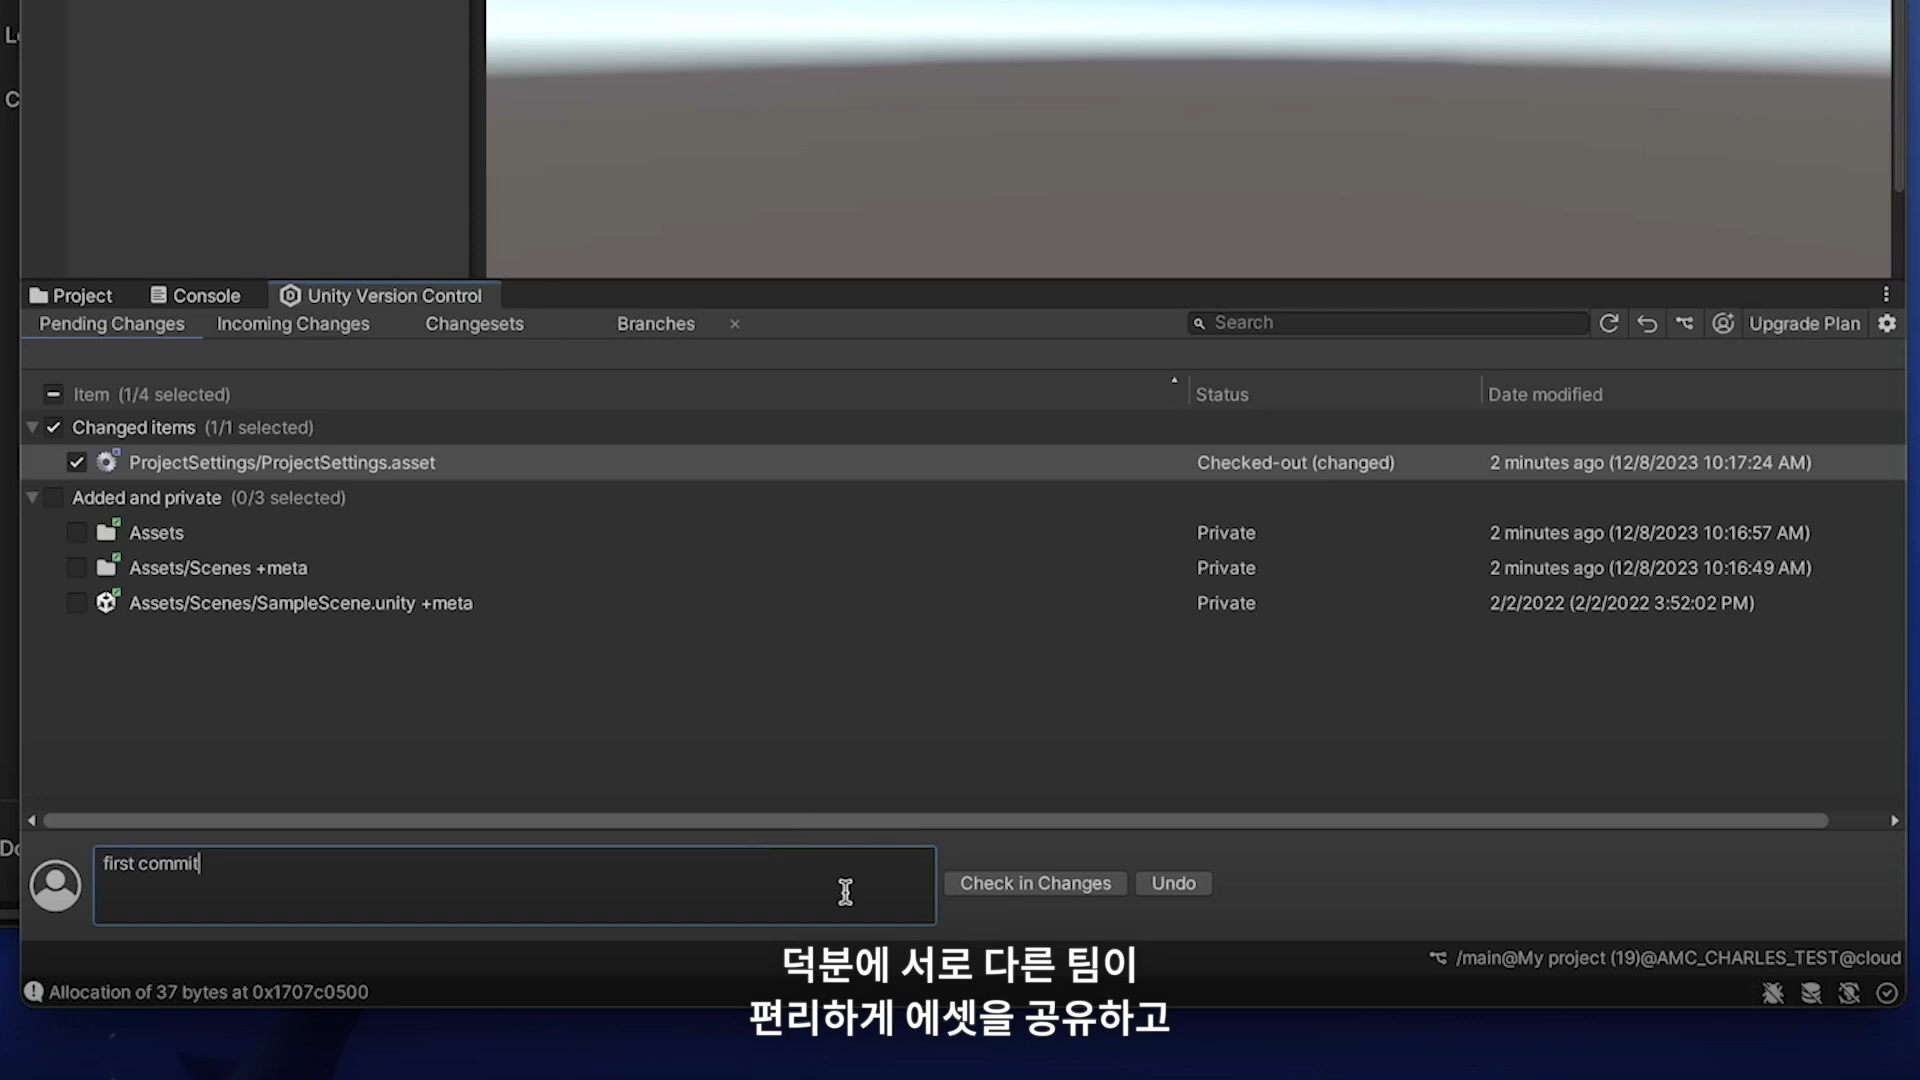 Project Console Unity Version Control
Pending Changes Incoming Changes Changesets Branches × Search Upgrade Plan
Item (1/4 selected) Status Date modified
Changed items (1/1 selected)
ProjectSettings/ProjectSettings.asset Checked-out (changed) 2 minutes ago (12/8/2023 10:17:24 AM)
Added and private (0/3 selected)
Assets Private 2 minutes ago (12/8/2023 10:16:57 AM)
Assets/Scenes +meta Private 2 minutes ago (12/8/2023 10:16:49 AM)
Assets/Scenes/SampleScene.unity +meta Private 2/2/2022 (2/2/2022 3:52:02 PM)
first commit
Check in Changes Undo
/main@My project (19)@AMC_CHARLES_TEST@cloud
Allocation of 37 bytes at 0x1707c0500
덕분에 서로 다른 팀이
편리하게 에셋을 공유하고